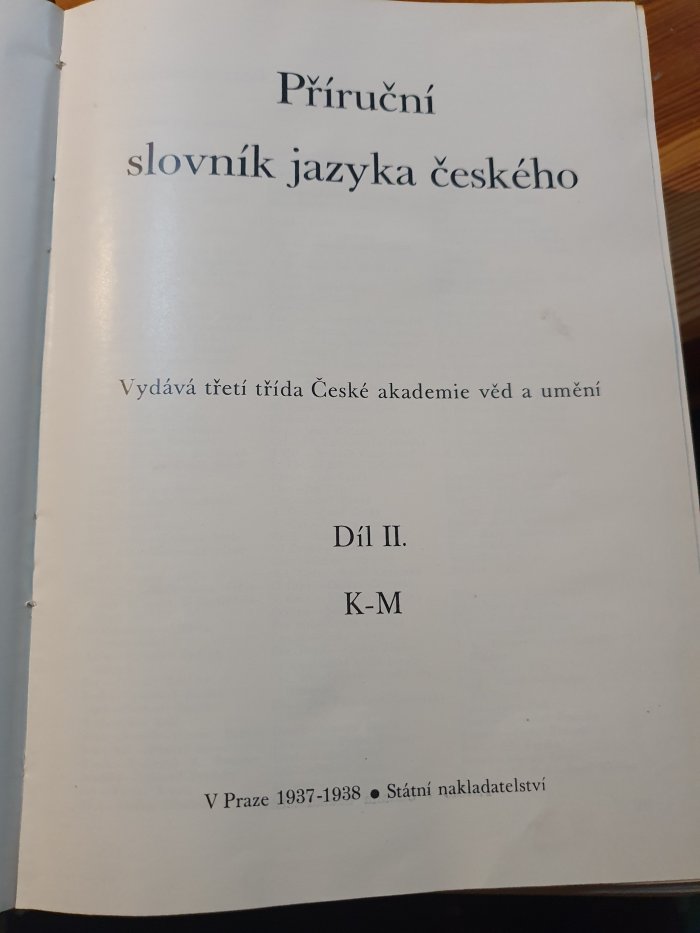 Příruční
slovník jazyka českého
Vydává třetí třída České akademie věd a umění
Díl II.
K-M
V Praze 1937-1938 ● Státní nakladatelství